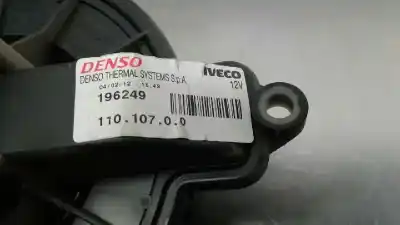 DENSO
DENSO THERMAL SYSTEMS S.p.A.
IVECO
12V
196249
110.107.0.0